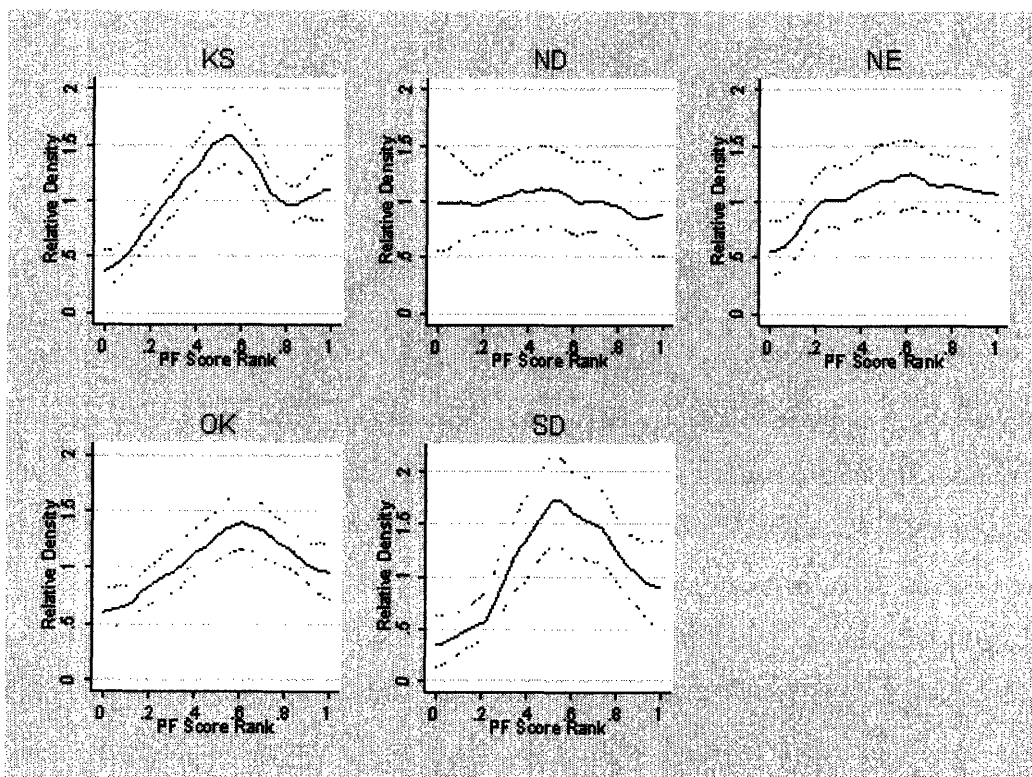 KS
2
1.5
1
.5
0
Relative Density
0 .2 .4 .6 .8 1
PF Score Rank
ND
2
1.5
1
.5
0
Relative Density
0 .2 .4 .6 .8 1
PF Score Rank
NE
2
1.5
1
.5
0
Relative Density
0 .2 .4 .6 .8 1
PF Score Rank
OK
2
1.5
1
.5
0
Relative Density
0 .2 .4 .6 .8 1
PF Score Rank
SD
2
1.5
1
.5
0
Relative Density
0 .2 .4 .6 .8 1
PF Score Rank